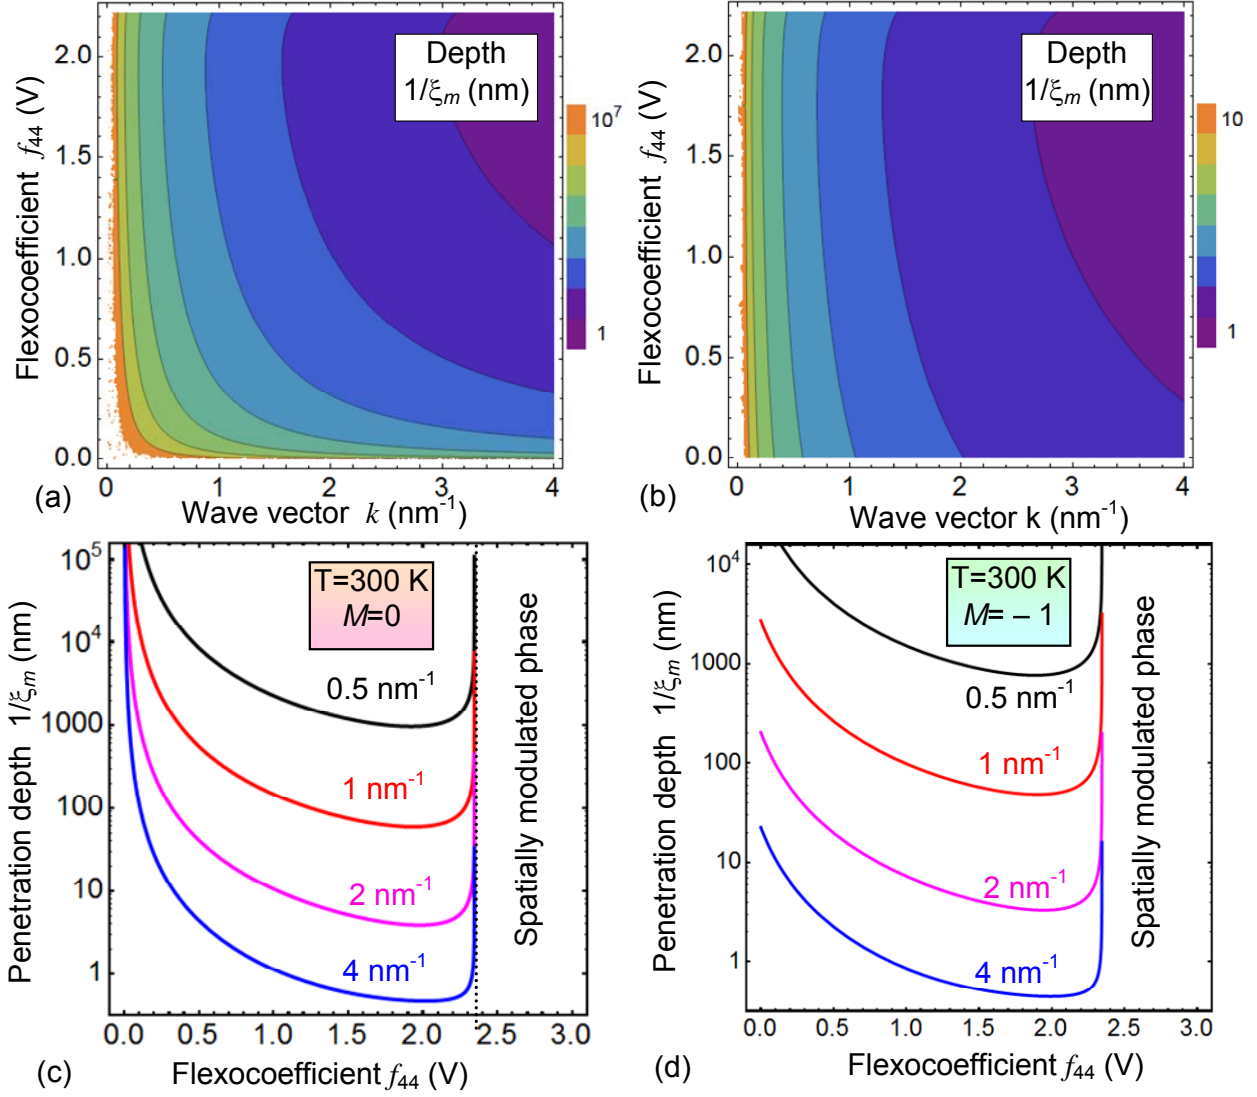 Depth
1/ξm (nm)
Flexocoefficient f44 (V)
2.0
1.5
1.0
0.5
0.0
10^7
1
0 1 2 3 4
(a)
Wave vector k (nm-1)
Depth
1/ξm (nm)
Flexocoefficient f44 (V)
2.0
1.5
1.0
0.5
0.0
10
1
0 1 2 3 4
(b)
Wave vector k (nm-1)
Penetration depth 1/ξm (nm)
10^5
10^4
1000
100
10
1
T=300 K
M=0
0.5 nm-1
1 nm-1
2 nm-1
4 nm-1
Spatially modulated phase
0.0 0.5 1.0 1.5 2.0 2.5 3.0
(c)
Flexocoefficient f44 (V)
Penetration depth 1/ξm (nm)
10^4
1000
100
10
1
T=300 K
M= – 1
0.5 nm-1
1 nm-1
2 nm-1
4 nm-1
Spatially modulated phase
0.0 0.5 1.0 1.5 2.0 2.5 3.0
(d)
Flexocoefficient f44 (V)